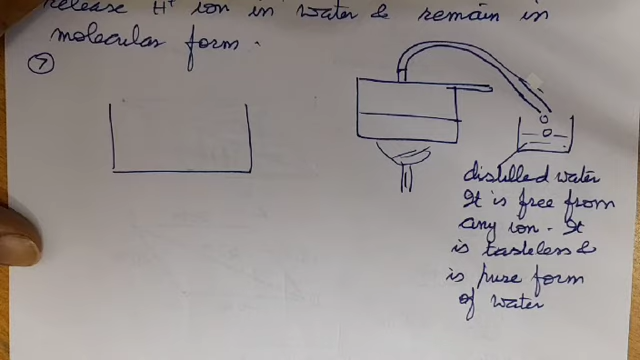 release H+ ion in water & remain in
molecular form.
7
distilled water
It is free from
any ion. It
is tasteless &
is pure form
of water